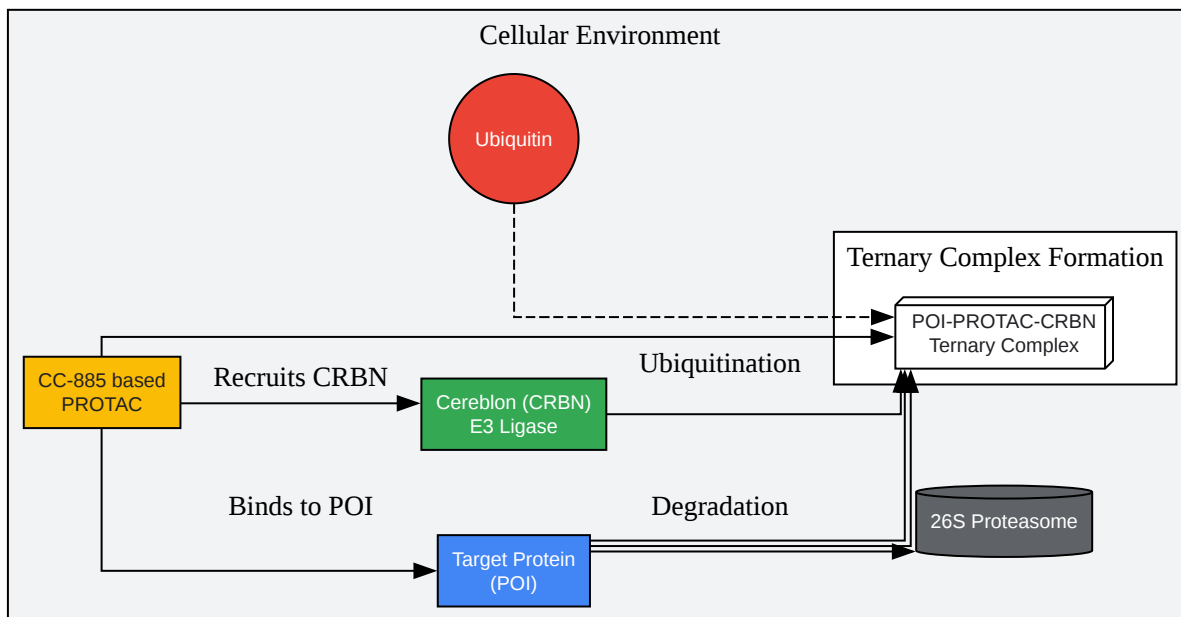 Cellular Environment
Ubiquitin
Ternary Complex Formation
POI-PROTAC-CRBN
Ternary Complex
Ubiquitination
CC-885 based
PROTAC
Recruits CRBN
Cereblon (CRBN)
E3 Ligase
Binds to POI
Degradation
26S Proteasome
Target Protein
(POI)